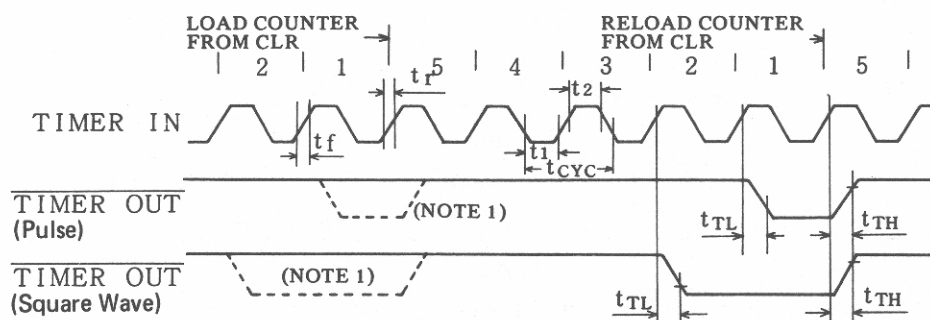 LOAD COUNTER
FROM CLR
RELOAD COUNTER
FROM CLR
2 1 5 4 3 2 1 5
tr
t2
TIMER IN
tf
t1
tCYC
TIMER OUT
(Pulse)
(NOTE 1)
tTL
tTH
TIMER OUT
(Square Wave)
(NOTE 1)
tTL
tTH